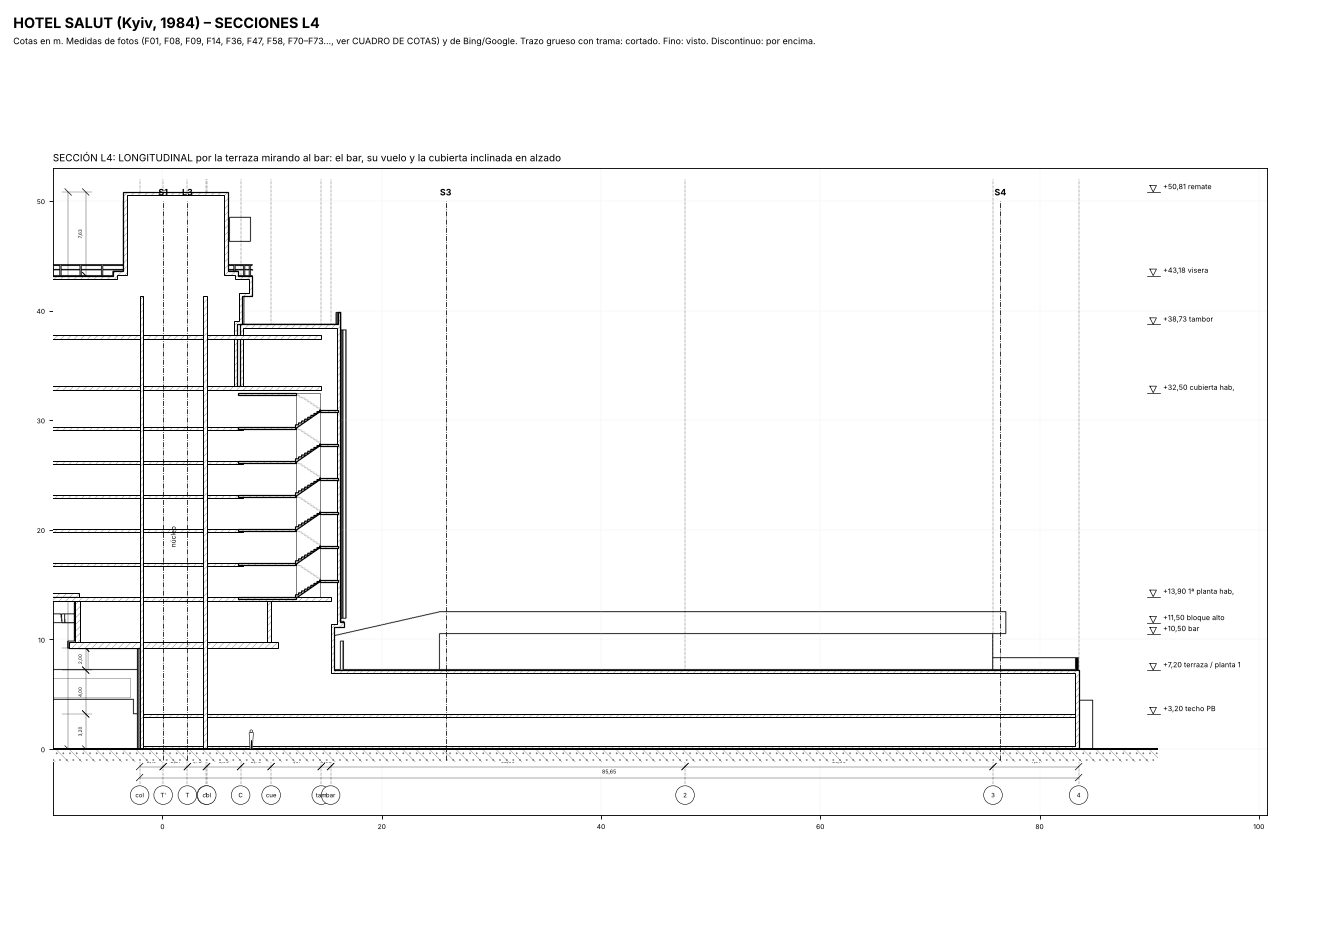 HOTEL SALUT (Kyiv, 1984) – SECCIONES L4
Cotas en m. Medidas de fotos (F01, F08, F09, F14, F36, F47, F58, F70–F73..., ver CUADRO DE COTAS) y de Bing/Google. Trazo grueso con trama: cortado. Fino: visto. Discontinuo: por encima.
SECCIÓN L4: LONGITUDINAL por la terraza mirando al bar: el bar, su vuelo y la cubierta inclinada en alzado
S1 L3 S3 S4
+50,81 remate
50
7,63
+43,18 visera
+38,73 tambor
40
+32,50 cubierta hab,
30
20
núcleo
+13,90 1ª planta hab,
+11,50 bloque alto
+10,50 bar
10
+7,20 terraza / planta 1
2,00
4,00
+3,20 techo PB
3,20
0
85,65
col T' T cbl C cue tam bar 2 3 4
0 20 40 60 80 100